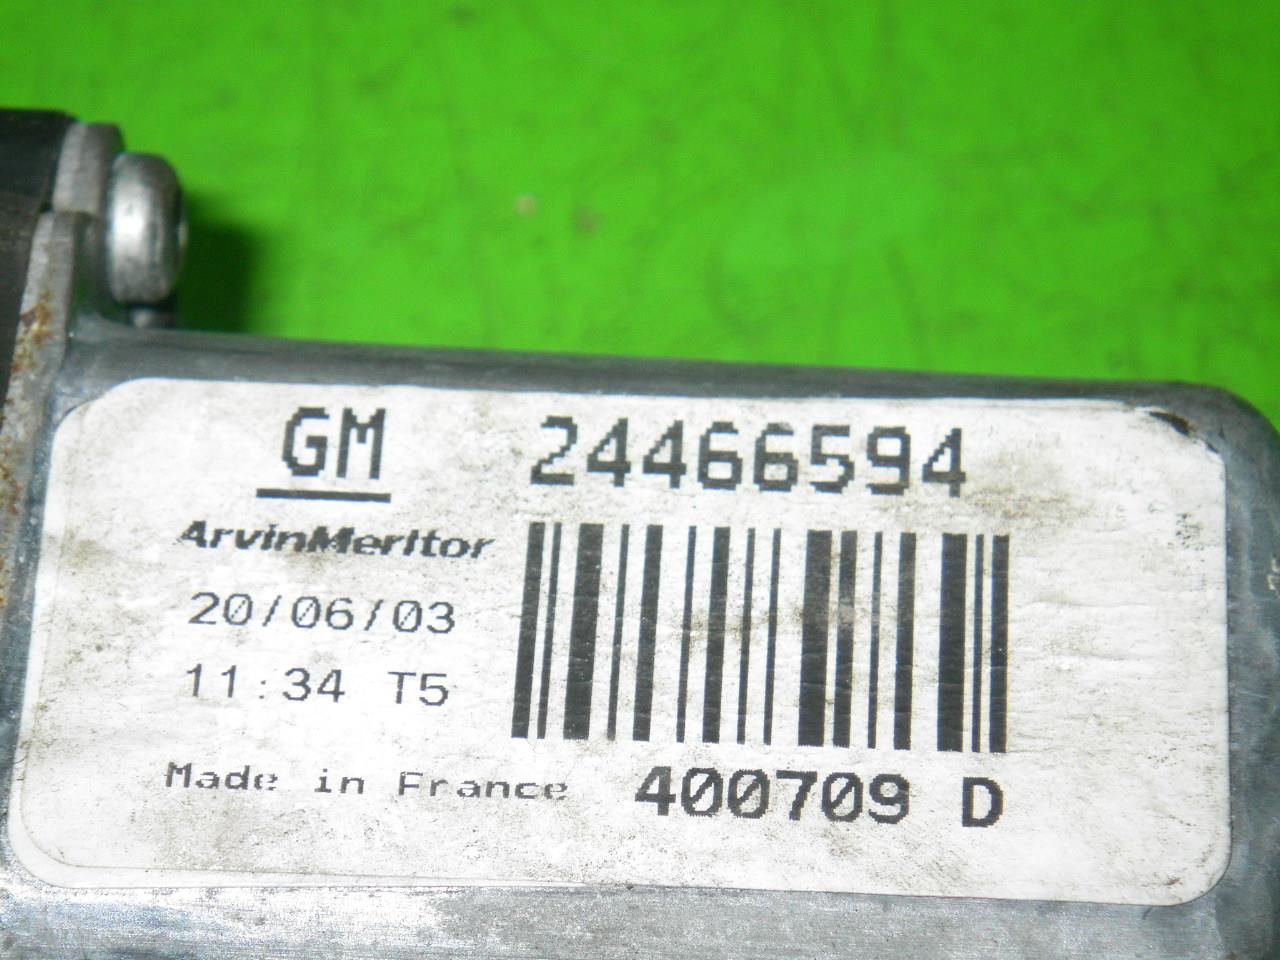 GM 24466594
ArvinMeritor
20/06/03
11:34 T5
Made in France 400709 D